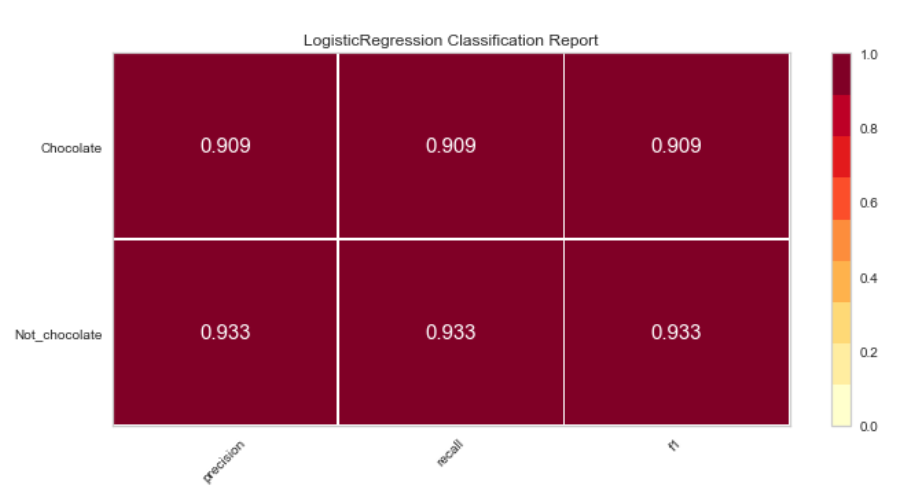 LogisticRegression Classification Report
Chocolate 0.909 0.909 0.909
Not_chocolate 0.933 0.933 0.933
precision recall f1
1.0
0.8
0.6
0.4
0.2
0.0